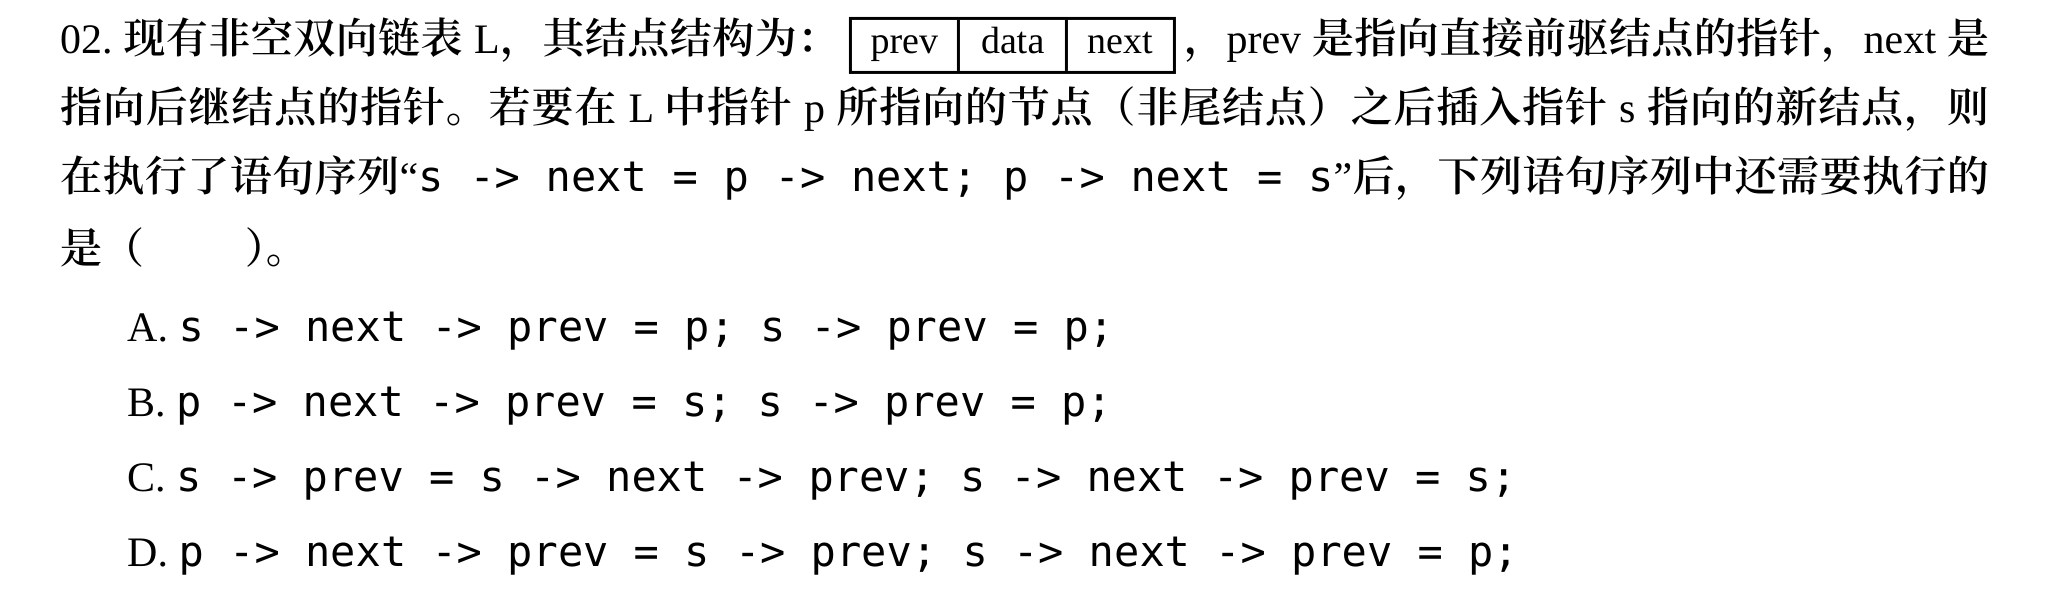 02. 现有非空双向链表 L，其结点结构为： prev data next ，prev 是指向直接前驱结点的指针，next 是
指向后继结点的指针。若要在 L 中指针 p 所指向的节点（非尾结点）之后插入指针 s 指向的新结点，则
在执行了语句序列“s -> next = p -> next; p -> next = s”后，下列语句序列中还需要执行的
是（ ）。
A. s -> next -> prev = p; s -> prev = p;
B. p -> next -> prev = s; s -> prev = p;
C. s -> prev = s -> next -> prev; s -> next -> prev = s;
D. p -> next -> prev = s -> prev; s -> next -> prev = p;